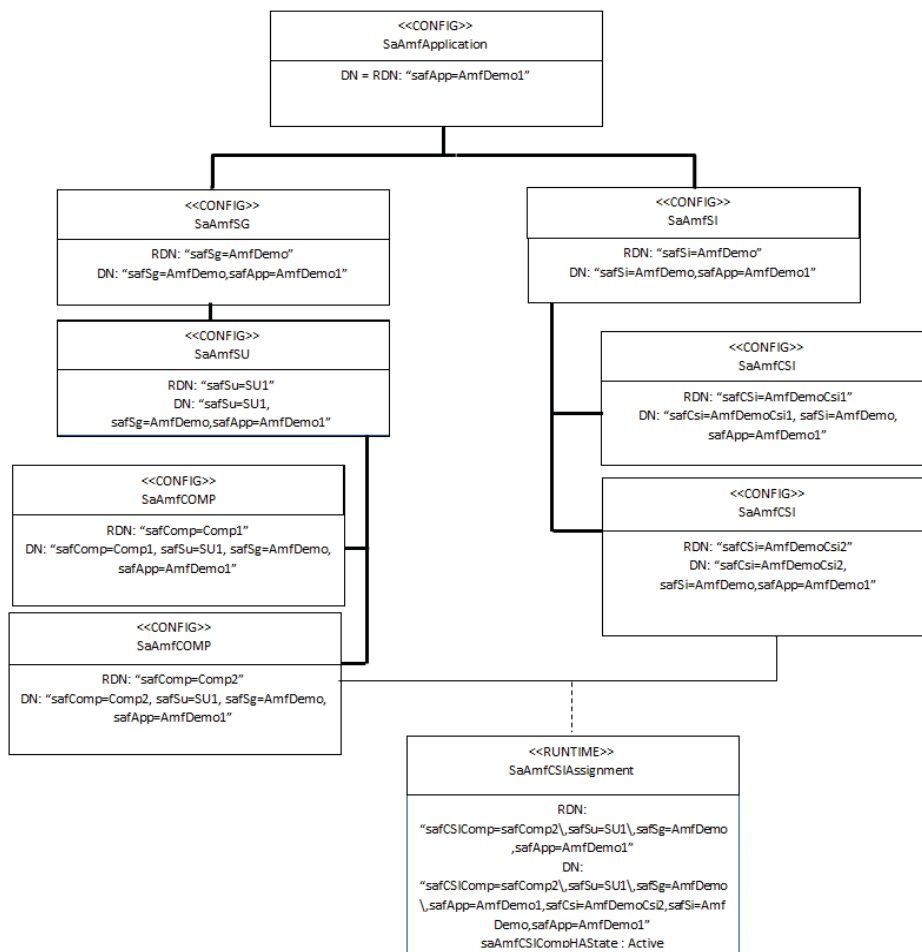 <<CONFIG>>
SaAmfApplication
DN = RDN: “safApp=AmfDemo1”
<<CONFIG>>
SaAmfSG
RDN: “safSg=AmfDemo”
DN: “safSg=AmfDemo,safApp=AmfDemo1”
<<CONFIG>>
SaAmfSI
RDN: “safSi=AmfDemo”
DN: “safSi=AmfDemo,safApp=AmfDemo1”
<<CONFIG>>
SaAmfSU
RDN: “safSu=SU1”
DN: “safSu=SU1,
safSg=AmfDemo,safApp=AmfDemo1”
<<CONFIG>>
SaAmfCSI
RDN: “safCSi=AmfDemoCsi1”
DN: “safCsi=AmfDemoCsi1, safSi=AmfDemo,
safApp=AmfDemo1”
<<CONFIG>>
SaAmfCOMP
RDN: “safComp=Comp1”
DN: “safComp=Comp1, safSu=SU1, safSg=AmfDemo,
safApp=AmfDemo1”
<<CONFIG>>
SaAmfCSI
RDN: “safCSi=AmfDemoCsi2”
DN: “safCsi=AmfDemoCsi2,
safSi=AmfDemo,safApp=AmfDemo1”
<<CONFIG>>
SaAmfCOMP
RDN: “safComp=Comp2”
DN: “safComp=Comp2, safSu=SU1, safSg=AmfDemo,
safApp=AmfDemo1”
<<RUNTIME>>
SaAmfCSIAssignment
RDN:
“safCSIComp=safComp2\,safSu=SU1\,safSg=AmfDemo
,safApp=AmfDemo1”
DN:
“safCSIComp=safComp2\,safSu=SU1\,safSg=AmfDemo
\,safApp=AmfDemo1,safCsi=AmfDemoCsi2,safSi=Amf
Demo,safApp=AmfDemo1”
saAmfCSICompHAState : Active